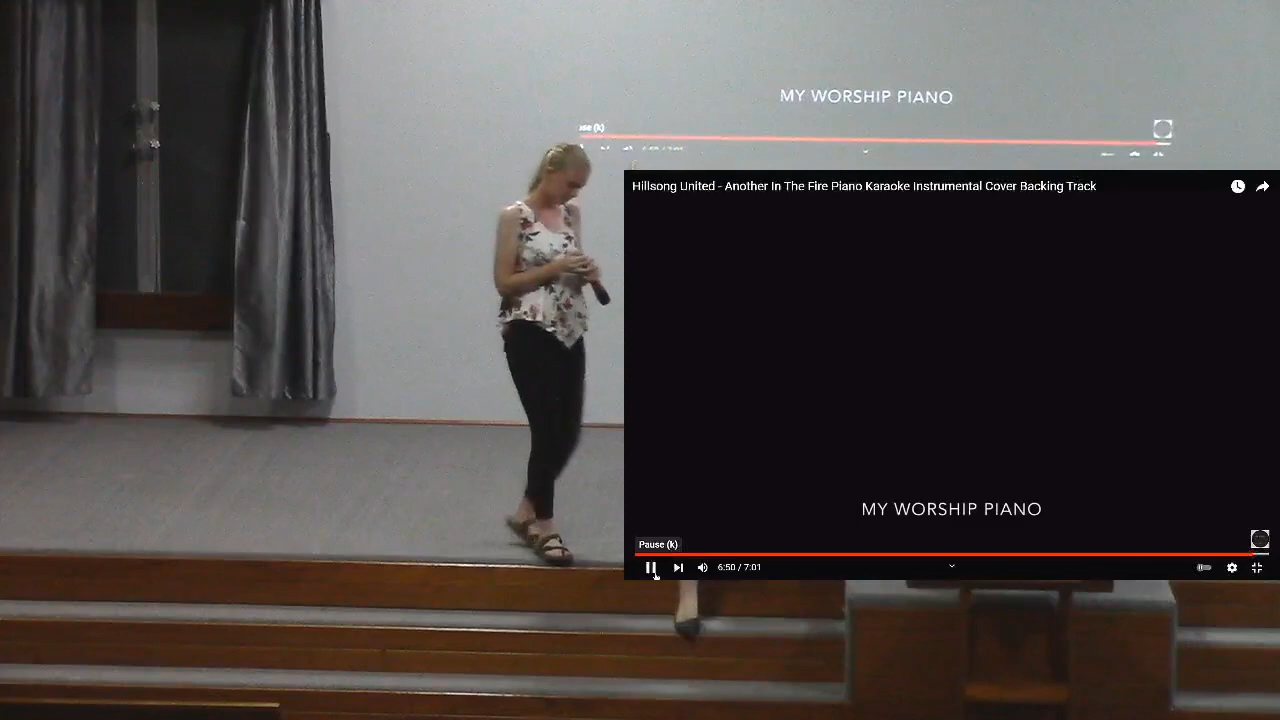 MY WORSHIP PIANO
se (k)
Hillsong United - Another In The Fire Piano Karaoke Instrumental Cover Backing Track
MY WORSHIP PIANO
Pause (k)
6:50 / 7:01